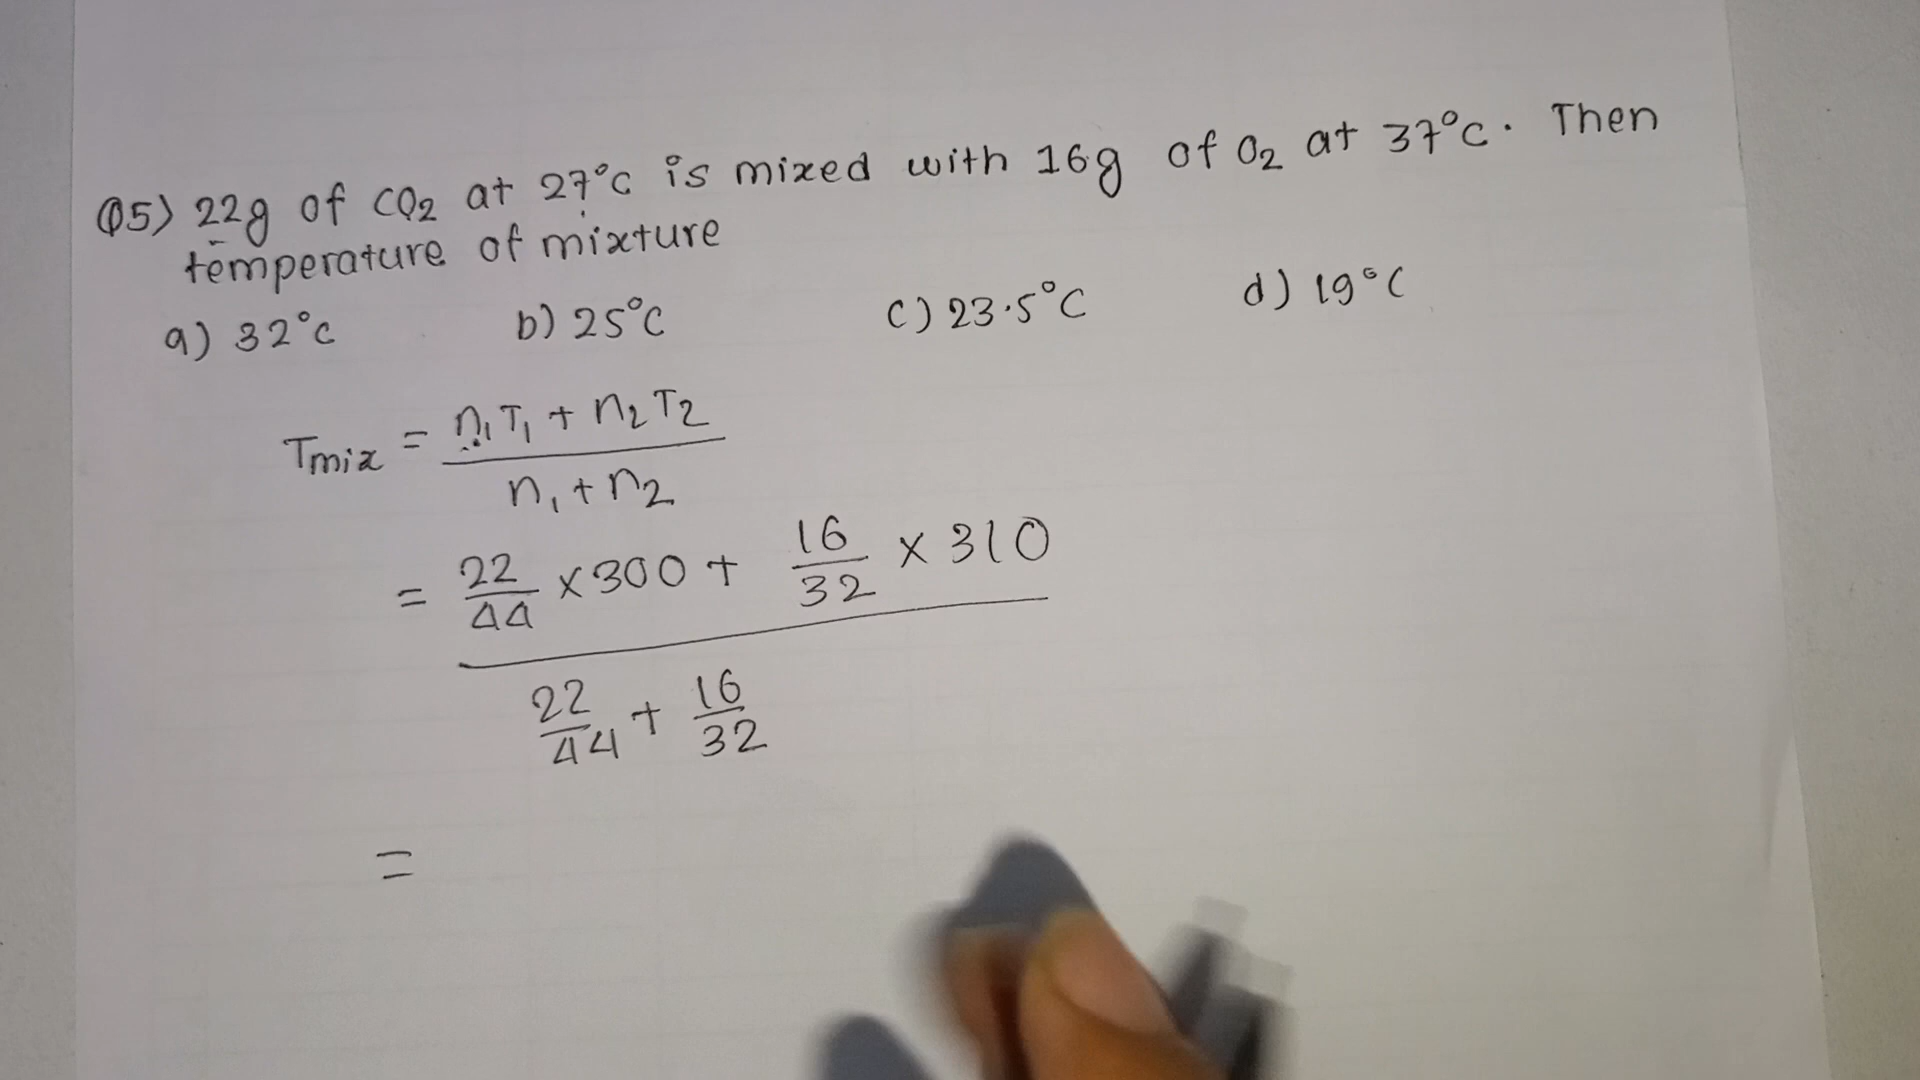 Q5) 22g of CO2 at 27°C is mixed with 16g of O2 at 37°C. Then
temperature of mixture
a) 32°C b) 25°C c) 23.5°C d) 19°C
Tmix = n1T1 + n2T2
n1 + n2
= 22/44 × 300 + 16/32 × 310
22/44 + 16/32
=